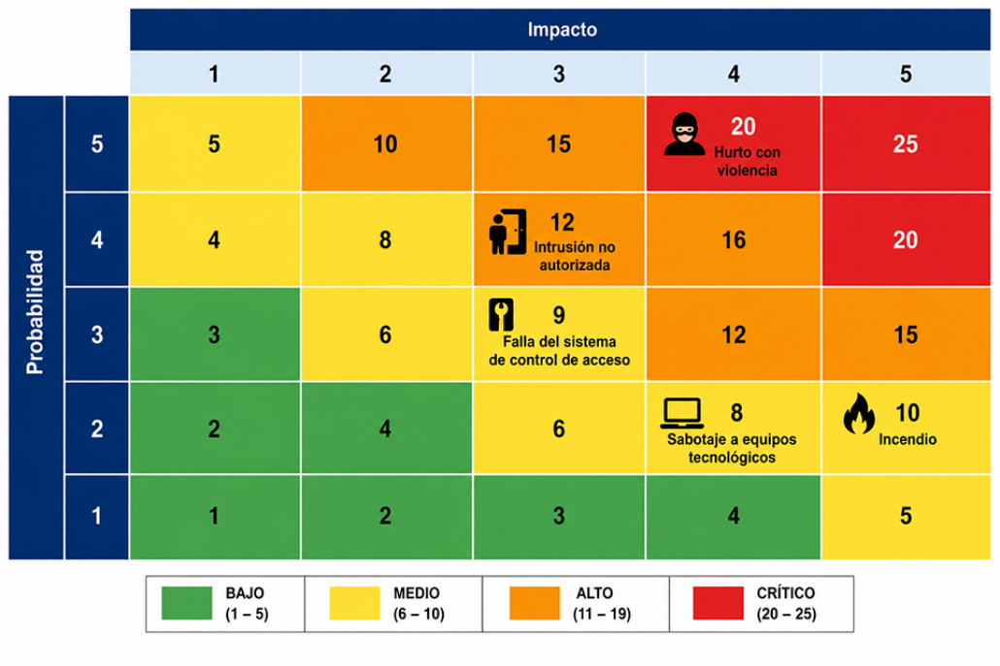 Impacto
1 2 3 4 5
Probabilidad
5 5 10 15 20 25
Hurto con
violencia
4 4 8 12 16 20
Intrusión no
autorizada
3 3 6 9 12 15
Falla del sistema
de control de acceso
2 2 4 6 8 10
Sabotaje a equipos
tecnológicos
Incendio
1 1 2 3 4 5
BAJO
(1 – 5)
MEDIO
(6 – 10)
ALTO
(11 – 19)
CRÍTICO
(20 – 25)